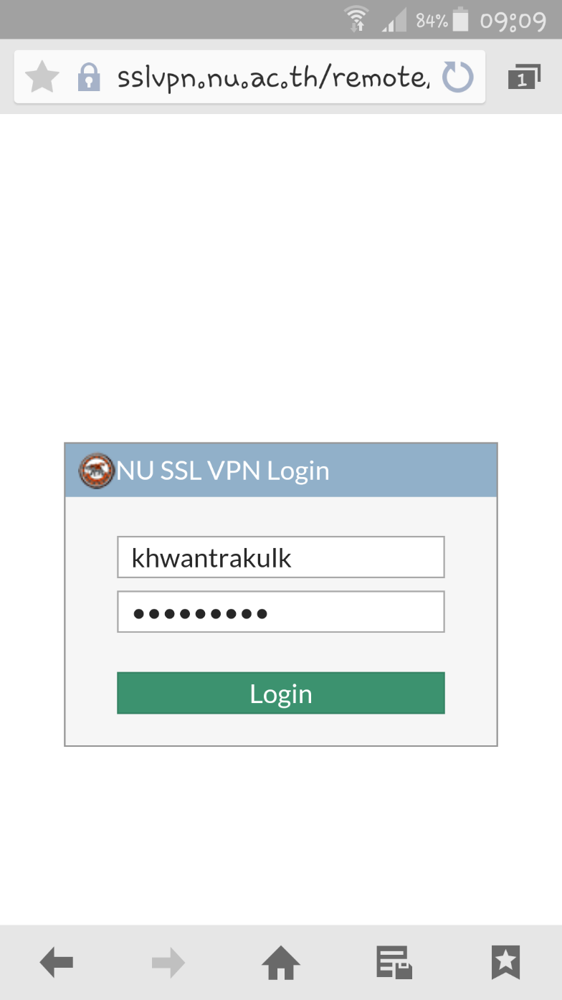 84% 09:09
sslvpn.nu.ac.th/remote/
1
NU SSL VPN Login
khwantrakulk
•••••••••
Login